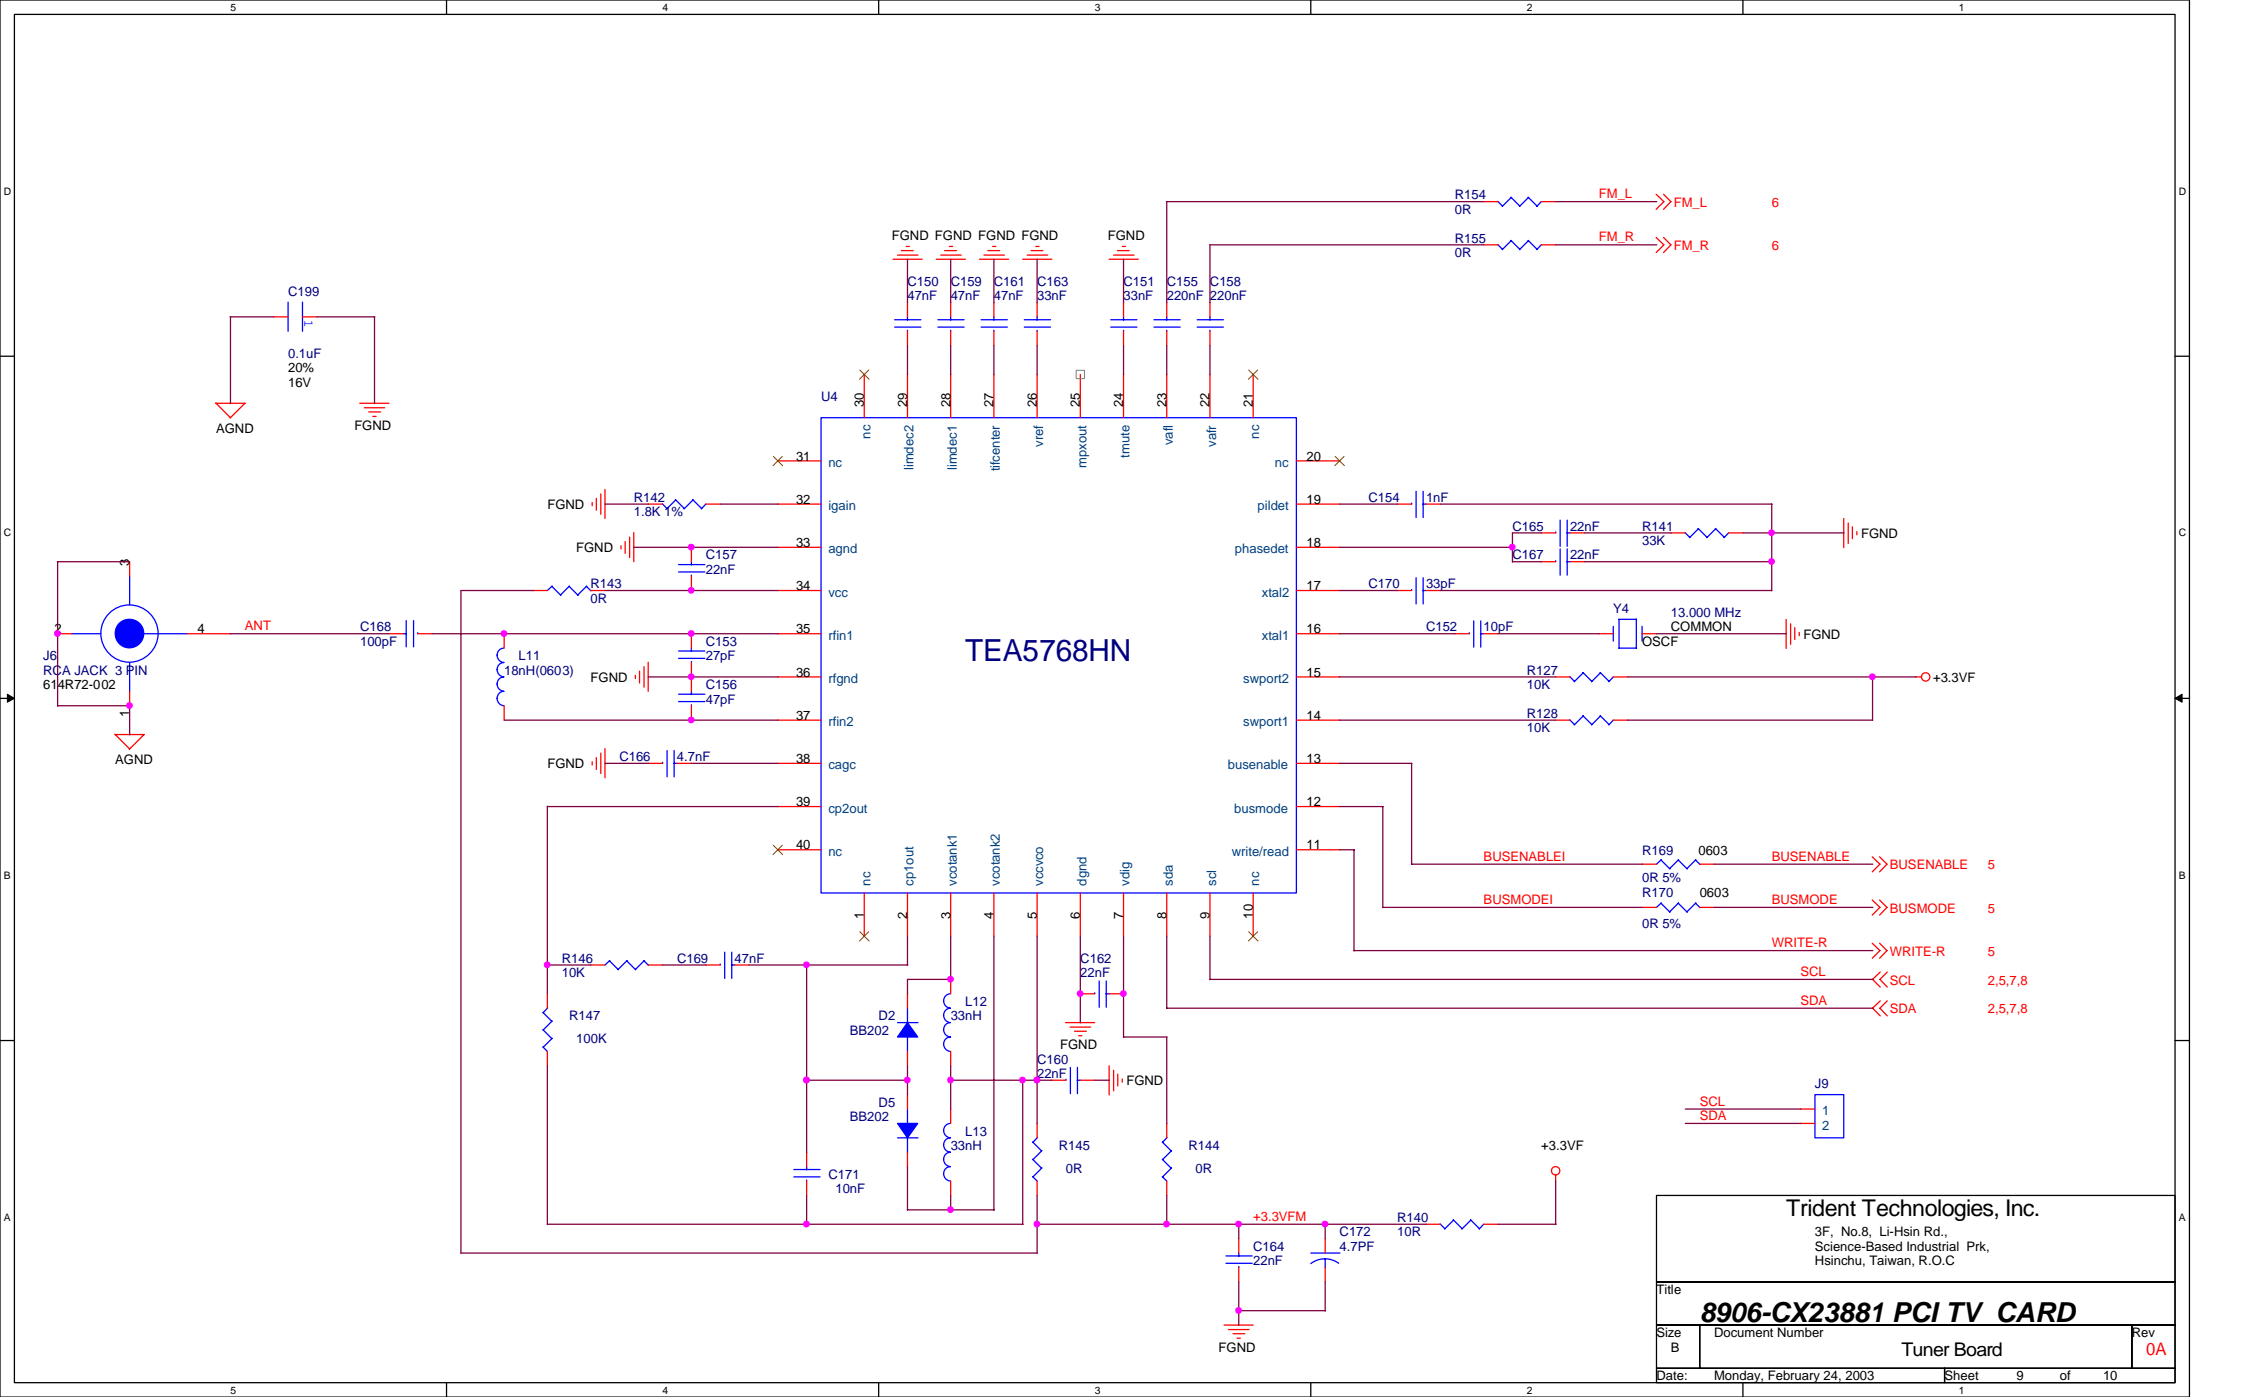 5 4 3 2 1
D
D
R154
0R
FM_L
FM_L 6
R155
0R
FM_R
FM_R 6
FGND FGND FGND FGND FGND
C150
47nF
C159
47nF
C161
47nF
C163
33nF
C151
33nF
C155
220nF
C158
220nF
C199
1
0.1uF
20%
16V
AGND
FGND
U4
30 29 28 27 26 25 24 23 22 21
nc limdec2 limdec1 tifcenter vref mpxout tmute vafl vafr nc
31 nc
nc 20
FGND R142
1.8K 1%
32 igain
pildet 19
C154 1nF
C
C
FGND
33 agnd
C157
22nF
phasedet 18
C165 22nF
R141
33K
C167 22nF
FGND
R143
0R
34 vcc
xtal2 17
C170 33pF
3
2
4 ANT
C168
100pF
35 rfin1
C153
27pF
xtal1 16
C152 10pF
Y4
13.000 MHz
COMMON
OSCF
FGND
J6
RCA JACK 3 PIN
614R72-002
1
AGND
L11
18nH(0603)
FGND
36 rfgnd
C156
47pF
TEA5768HN
swport2 15
R127
10K
+3.3VF
37 rfin2
swport1 14
R128
10K
FGND C166 4.7nF
38 cagc
busenable 13
39 cp2out
busmode 12
40 nc
write/read 11
BUSENABLEI
R169 0603
0R 5%
BUSENABLE
BUSENABLE 5
B
B
BUSMODEI
R170 0603
0R 5%
BUSMODE
BUSMODE 5
WRITE-R
WRITE-R 5
SCL
SCL 2,5,7,8
SDA
SDA 2,5,7,8
nc cp1out vcotank1 vcotank2 vccvco dgnd vdig sda scl nc
1 2 3 4 5 6 7 8 9 10
R146
10K
C169 47nF
C162
22nF
R147
100K
D2
BB202
L12
33nH
FGND
C160
22nF
FGND
D5
BB202
L13
33nH
C171
10nF
R145
0R
R144
0R
J9
SCL 1
SDA 2
+3.3VF
+3.3VFM
R140
10R
C164
22nF
C172
4.7PF
FGND
A
A
Trident Technologies, Inc.
3F, No.8, Li-Hsin Rd.,
Science-Based Industrial Prk,
Hsinchu, Taiwan, R.O.C
Title
8906-CX23881 PCI TV CARD
Size
B
Document Number
Tuner Board
Rev
0A
Date: Monday, February 24, 2003 Sheet 9 of 10
5 4 3 2 1